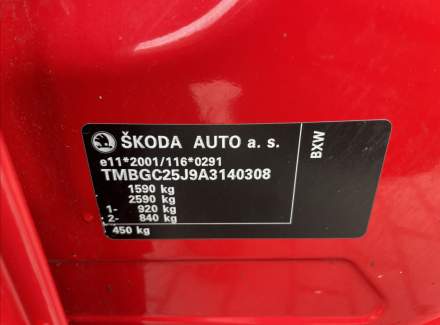 ŠKODA AUTO a. s.
e11*2001/116*0291
TMBGC25J9A3140308
1590 kg
2590 kg
1- 920 kg
2- 840 kg
450 kg
BXW